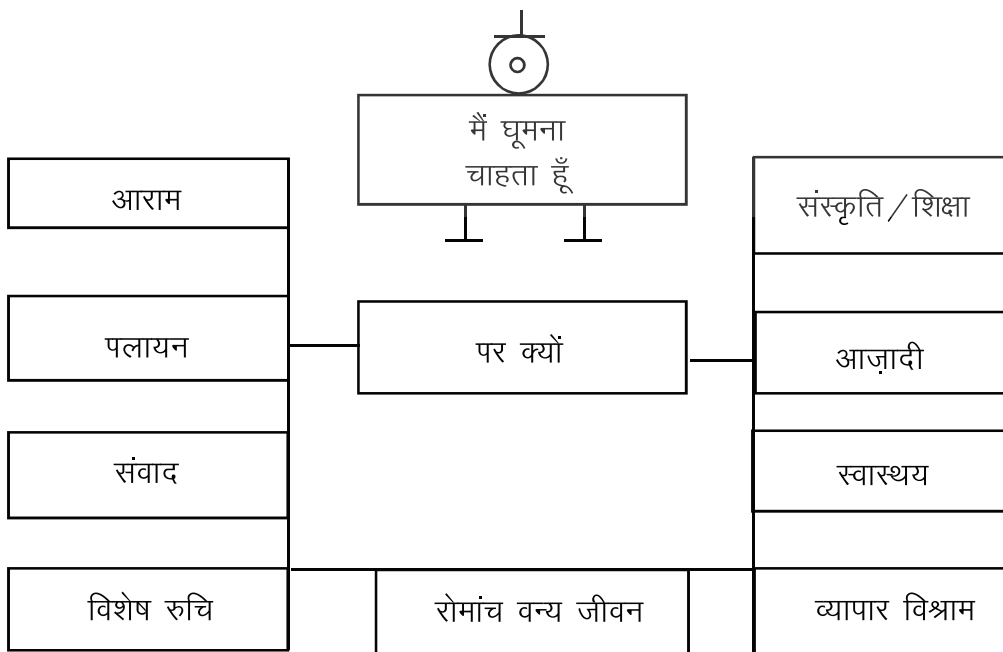 मैं घूमना
चाहता हूँ
आराम
संस्कृति/शिक्षा
पलायन
पर क्यों
आज़ादी
संवाद
स्वास्थय
विशेष रुचि
रोमांच वन्य जीवन
व्यापार विश्राम